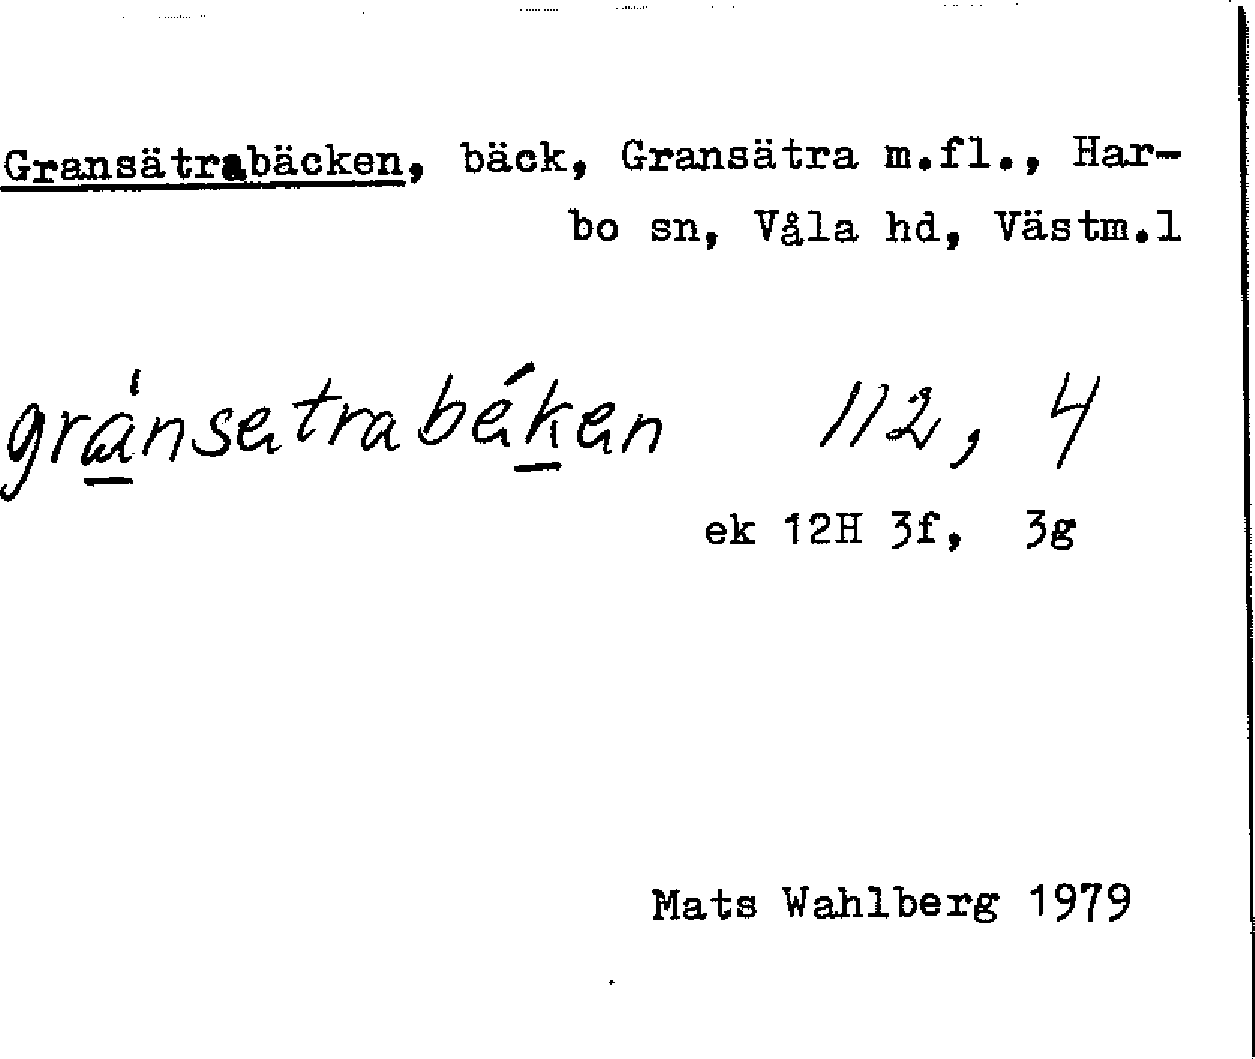 Gransätrabäcken, bäck, Gransätra m.fl., Har-
bo sn, Våla hd, Västm.l
gránsetrabéken 112, 4
ek 12H 3f, 3g
Mats Wahlberg 1979